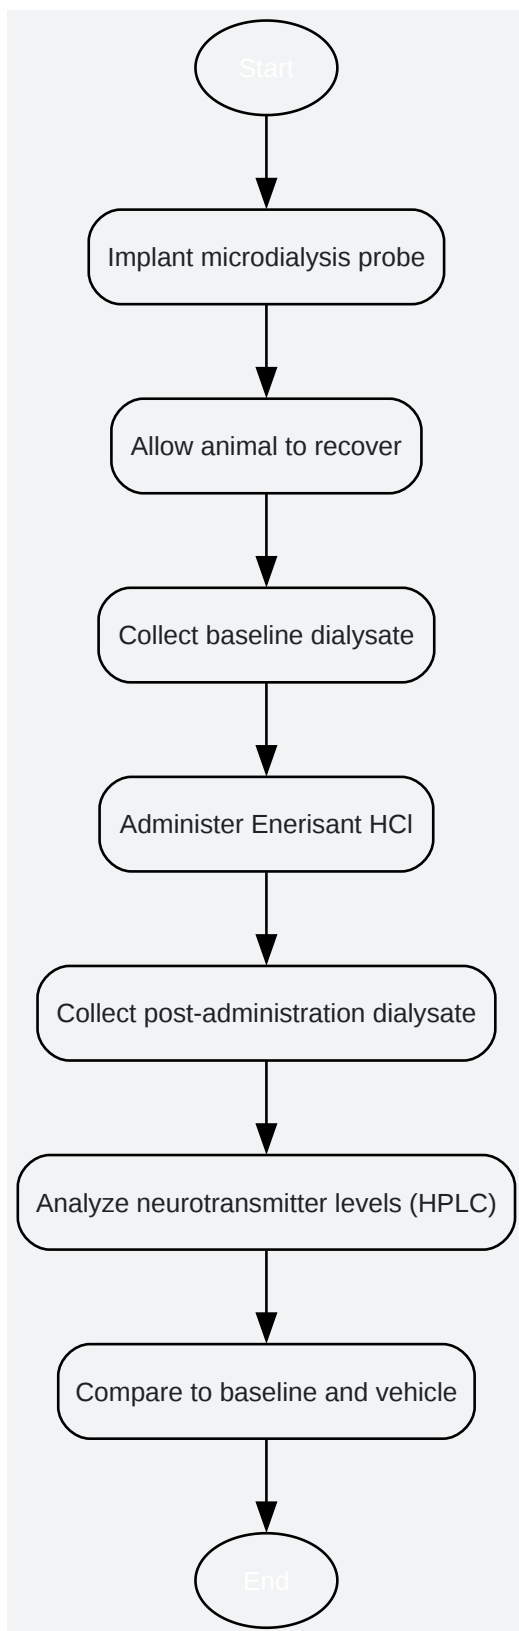 Start
Implant microdialysis probe
Allow animal to recover
Collect baseline dialysate
Administer Enerisant HCl
Collect post-administration dialysate
Analyze neurotransmitter levels (HPLC)
Compare to baseline and vehicle
End